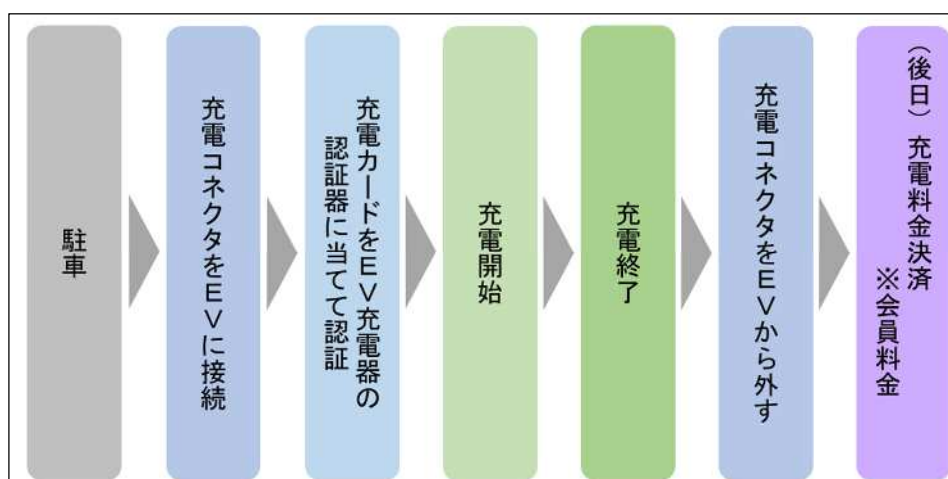 駐車
充電コネクタをEVに接続
充電カードをEV充電器の
認証器に当てて認証
充電開始
充電終了
充電コネクタをEVから外す
（後日）充電料金決済
※会員料金